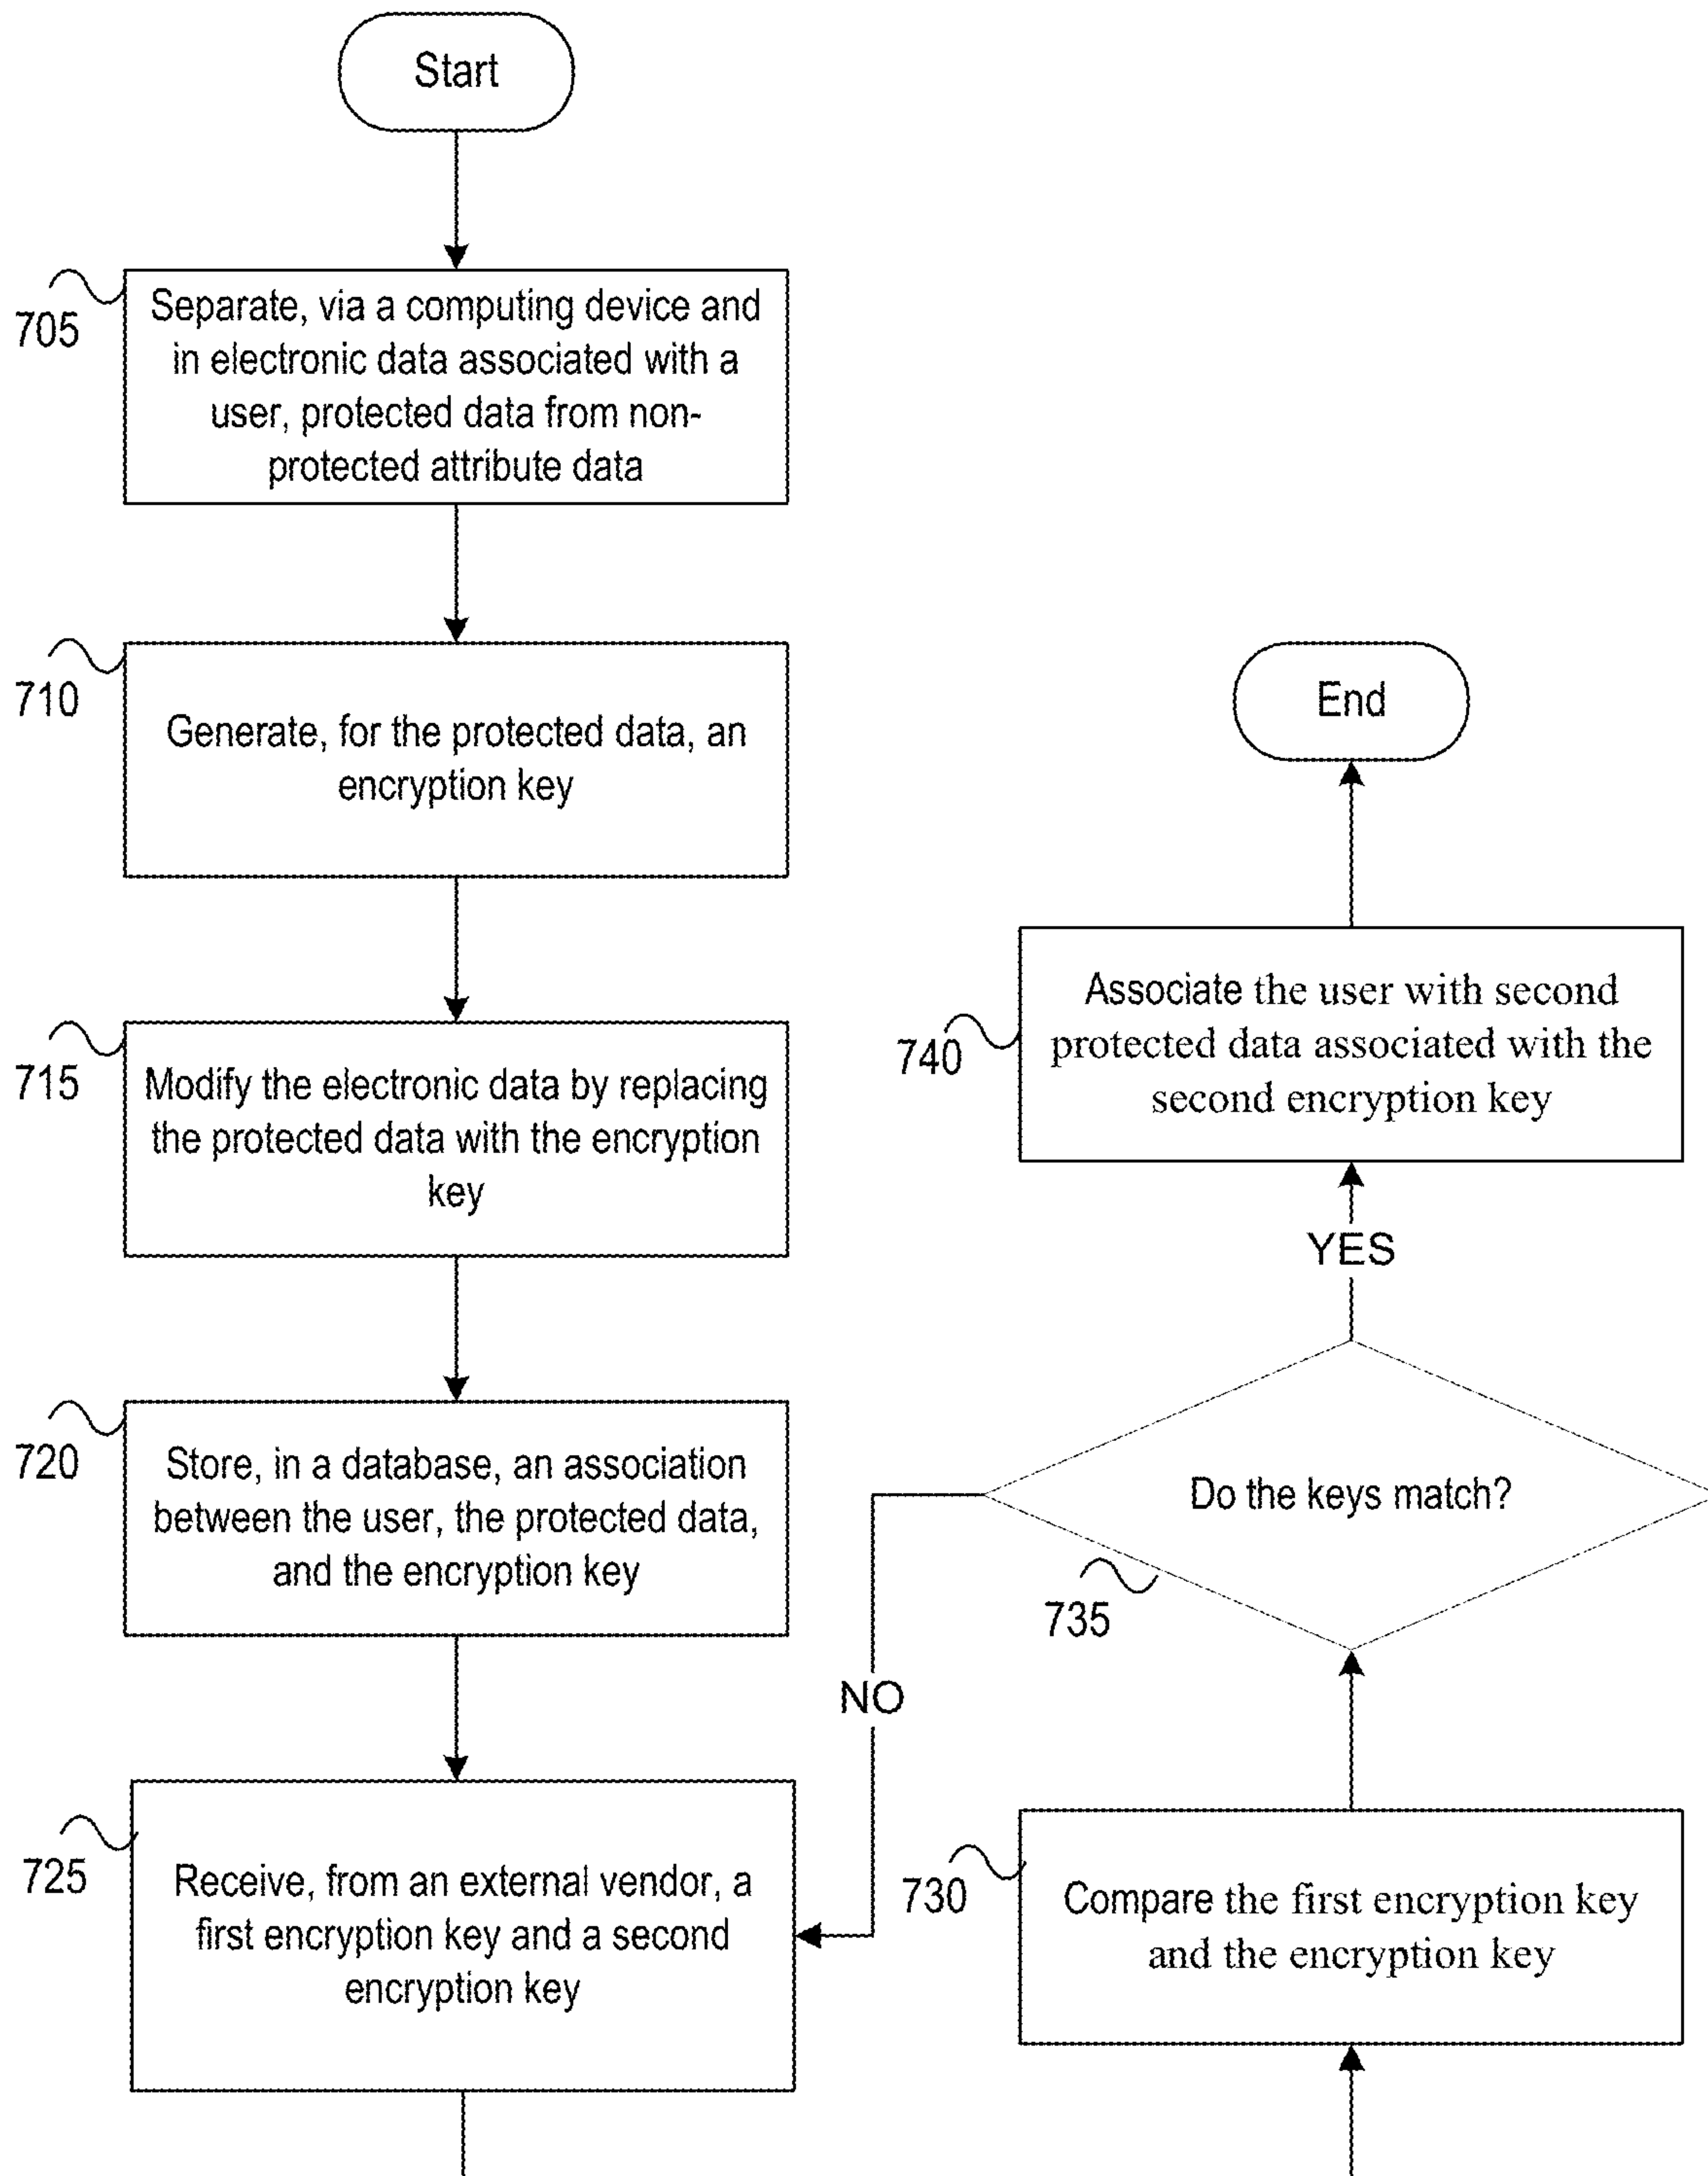 Start
705
Separate, via a computing device and
in electronic data associated with a
user, protected data from non-
protected attribute data
710
Generate, for the protected data, an
encryption key
715
Modify the electronic data by replacing
the protected data with the encryption
key
720
Store, in a database, an association
between the user, the protected data,
and the encryption key
725
Receive, from an external vendor, a
first encryption key and a second
encryption key
730
Compare the first encryption key
and the encryption key
735
Do the keys match?
NO
YES
740
Associate the user with second
protected data associated with the
second encryption key
End